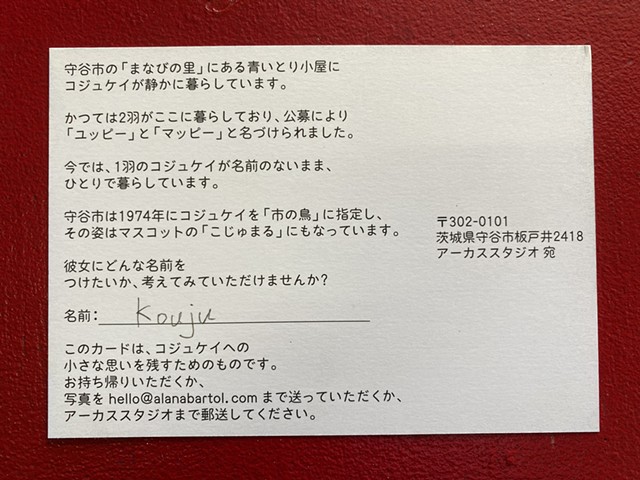 守谷市の「まなびの里」にある青いとり小屋に
コジュケイが静かに暮らしています。
かつては2羽がここに暮らしており、公募により
「ユッピー」と「マッピー」と名づけられました。
今では、1羽のコジュケイが名前のないまま、
ひとりで暮らしています。
守谷市は1974年にコジュケイを「市の鳥」に指定し、
その姿はマスコットの「こじゅまる」にもなっています。
彼女にどんな名前を
つけたいか、考えてみていただけませんか?
名前: Kouju
このカードは、コジュケイへの
小さな思いを残すためのものです。
お持ち帰りいただくか、
写真を hello@alanabartol.com まで送っていただくか、
アーカススタジオまで郵送してください。
〒302-0101
茨城県守谷市板戸井2418
アーカススタジオ 宛